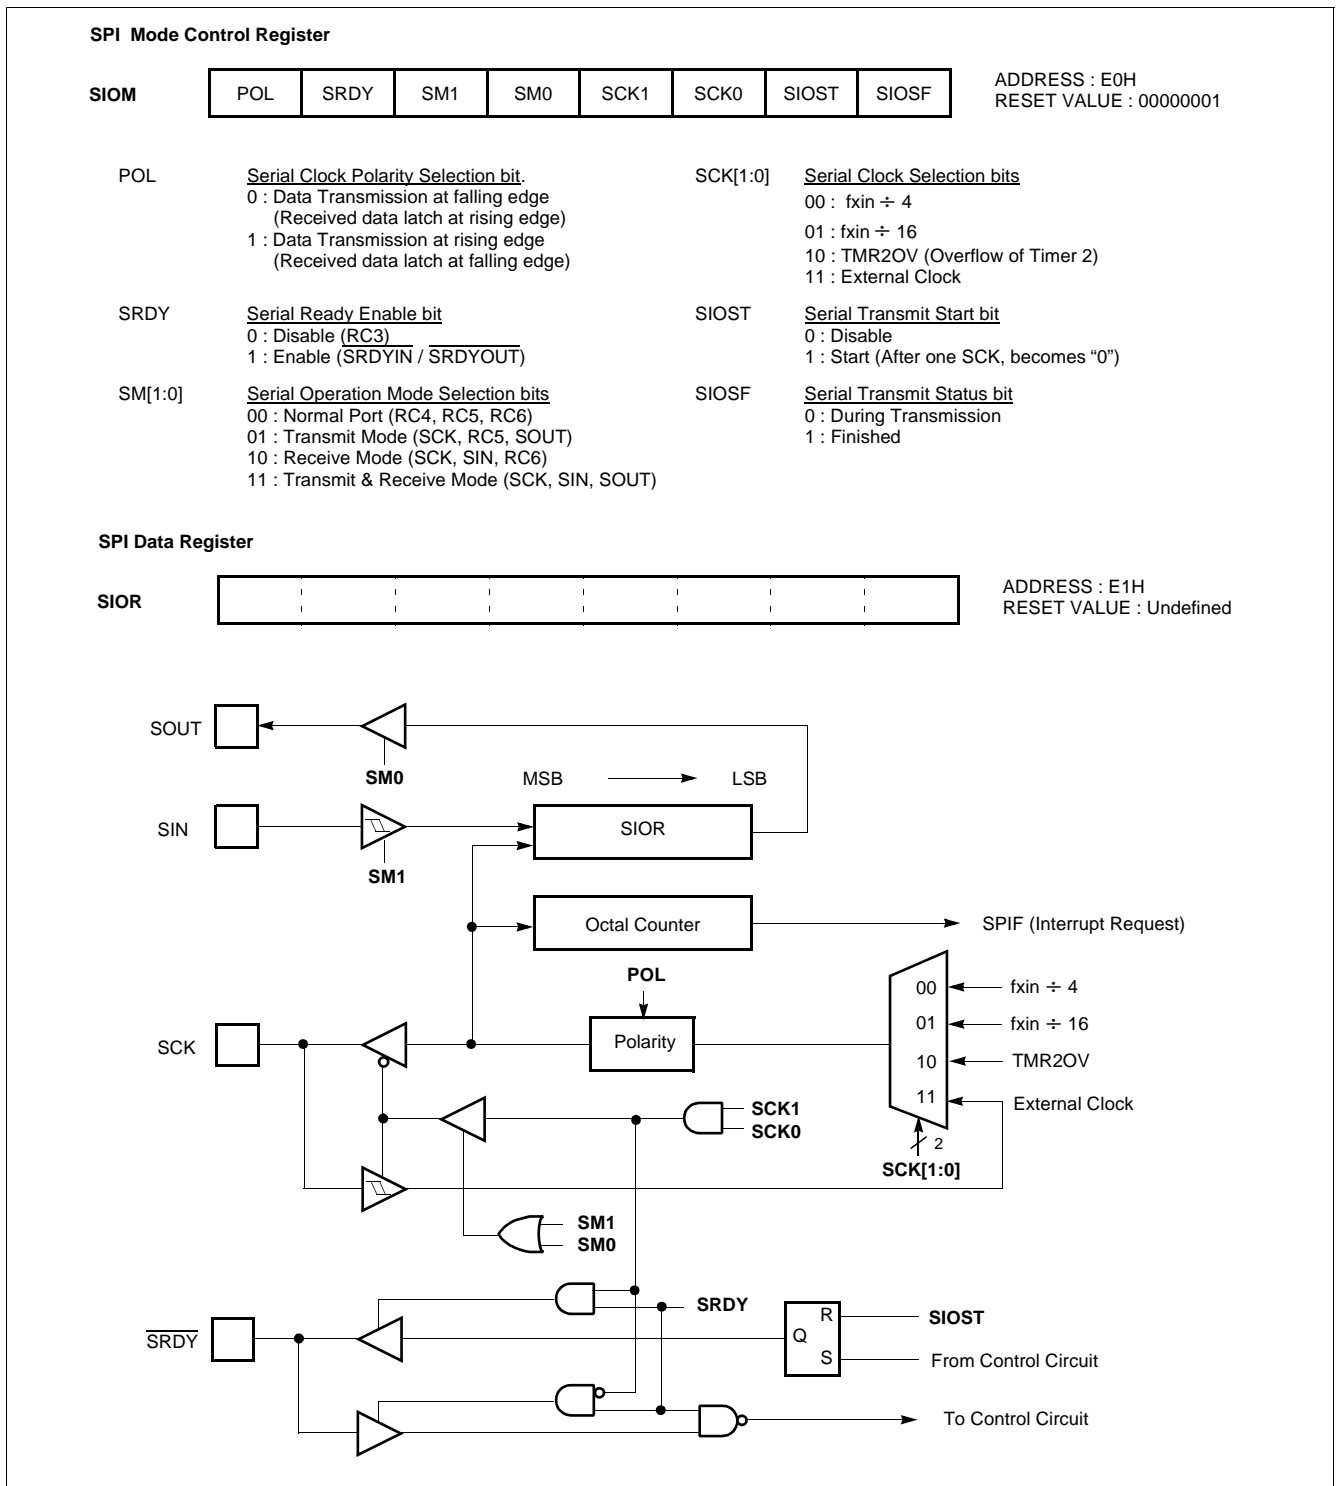 SPI Mode Control Register
SIOM POL SRDY SM1 SM0 SCK1 SCK0 SIOST SIOSF
ADDRESS : E0H
RESET VALUE : 00000001
POL Serial Clock Polarity Selection bit.
0 : Data Transmission at falling edge
(Received data latch at rising edge)
1 : Data Transmission at rising edge
(Received data latch at falling edge)
SCK[1:0] Serial Clock Selection bits
00 : fxin ÷ 4
01 : fxin ÷ 16
10 : TMR2OV (Overflow of Timer 2)
11 : External Clock
SRDY Serial Ready Enable bit
0 : Disable (RC3)
1 : Enable (SRDYIN / SRDYOUT)
SIOST Serial Transmit Start bit
0 : Disable
1 : Start (After one SCK, becomes “0”)
SM[1:0] Serial Operation Mode Selection bits
00 : Normal Port (RC4, RC5, RC6)
01 : Transmit Mode (SCK, RC5, SOUT)
10 : Receive Mode (SCK, SIN, RC6)
11 : Transmit & Receive Mode (SCK, SIN, SOUT)
SIOSF Serial Transmit Status bit
0 : During Transmission
1 : Finished
SPI Data Register
SIOR
ADDRESS : E1H
RESET VALUE : Undefined
SOUT
SM0
MSB LSB
SIN
SIOR
SM1
Octal Counter
SPIF (Interrupt Request)
POL
00 fxin ÷ 4
01 fxin ÷ 16
SCK
Polarity
10 TMR2OV
11 External Clock
SCK1
SCK0
2
SCK[1:0]
SM1
SM0
SRDY
R SIOST
SRDY
Q
S From Control Circuit
To Control Circuit